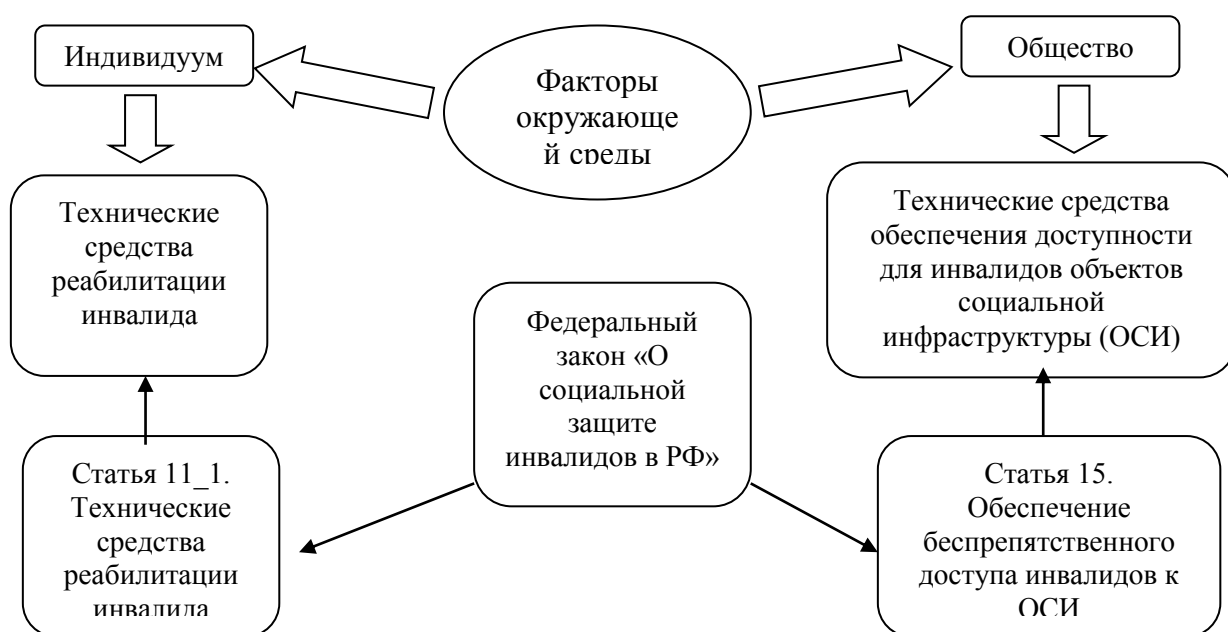 Индивидуум
Факторы
окружающе
й среды
Общество
Технические
средства
реабилитации
инвалида
Технические средства
обеспечения доступности
для инвалидов объектов
социальной
инфраструктуры (ОСИ)
Федеральный
закон «О
социальной
защите
инвалидов в РФ»
Статья 11_1.
Технические
средства
реабилитации
инвалида
Статья 15.
Обеспечение
беспрепятственного
доступа инвалидов к
ОСИ